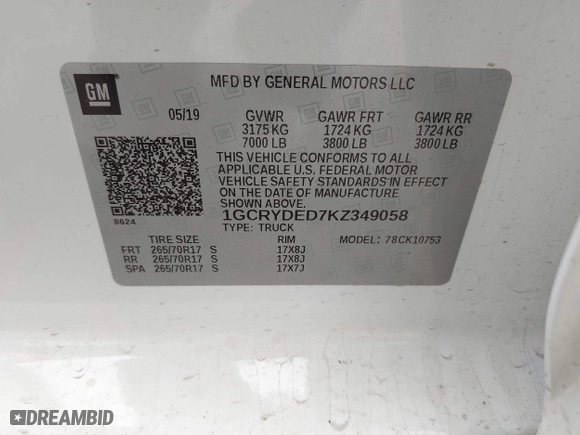 GM
MFD BY GENERAL MOTORS LLC
05/19 GVWR GAWR FRT GAWR RR
3175 KG 1724 KG 1724 KG
7000 LB 3800 LB 3800 LB
THIS VEHICLE CONFORMS TO ALL
APPLICABLE U.S. FEDERAL MOTOR
VEHICLE SAFETY STANDARDS IN EFFECT
ON THE DATE OF MANUFACTURE
SHOWN ABOVE.
8624
1GCRYDED7KZ349058
TYPE: TRUCK MODEL: 78CK10753
TIRE SIZE RIM
FRT 265/70R17 S 17X8J
RR 265/70R17 S 17X8J
SPA 265/70R17 S 17X7J
DREAMBID